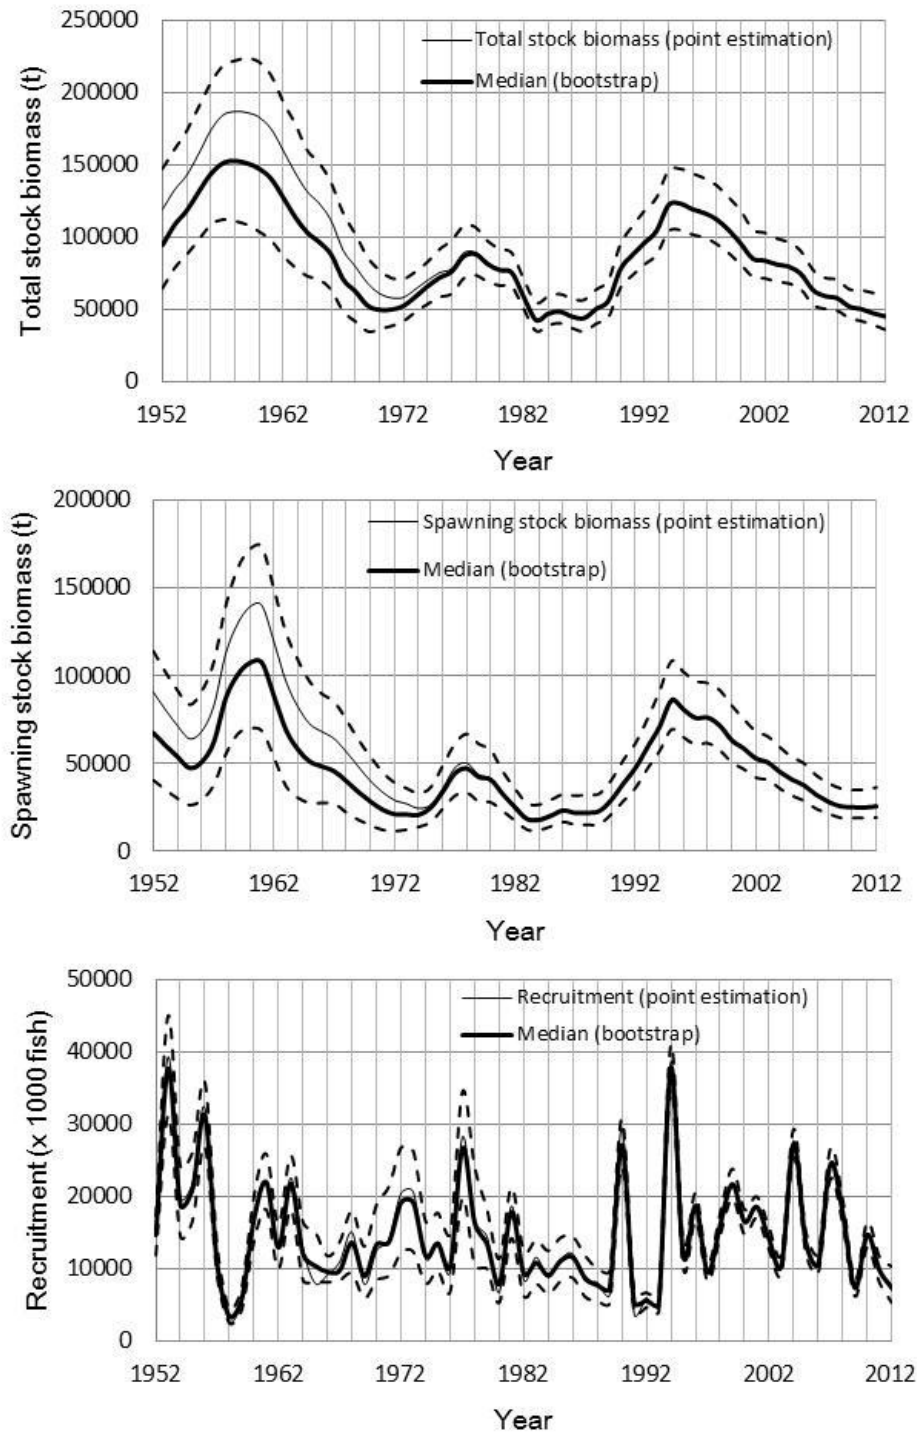 250000
200000
150000
100000
50000
0
Total stock biomass (t)
Total stock biomass (point estimation)
Median (bootstrap)
1952 1962 1972 1982 1992 2002 2012
Year
200000
150000
100000
50000
0
Spawning stock biomass (t)
Spawning stock biomass (point estimation)
Median (bootstrap)
1952 1962 1972 1982 1992 2002 2012
Year
50000
40000
30000
20000
10000
0
Recruitment (x 1000 fish)
Recruitment (point estimation)
Median (bootstrap)
1952 1962 1972 1982 1992 2002 2012
Year